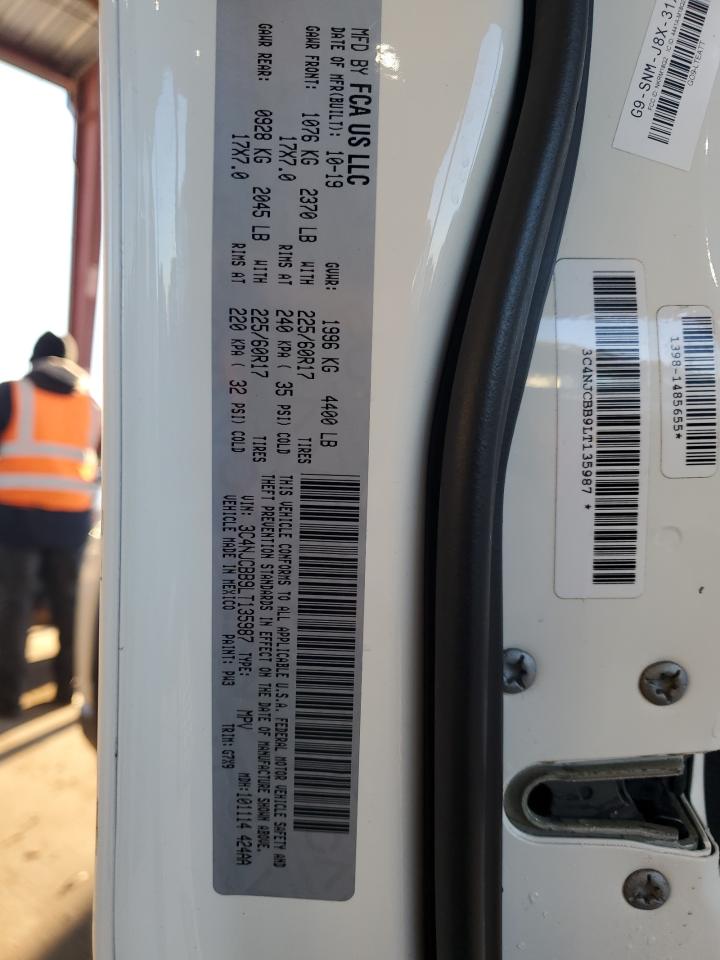 MFD BY FCA US LLC
DATE OF MFR(BUILT): 10-19 GVWR: 1996 KG 4400 LB
GAWR FRONT: 1076 KG 2370 LB WITH 225/60R17 TIRES
17X7.0 RIMS AT 240 KPA ( 35 PSI) COLD
GAWR REAR: 0928 KG 2045 LB WITH 225/60R17 TIRES
17X7.0 RIMS AT 220 KPA ( 32 PSI) COLD
THIS VEHICLE CONFORMS TO ALL APPLICABLE U.S.A. FEDERAL MOTOR VEHICLE SAFETY AND
THEFT PREVENTION STANDARDS IN EFFECT ON THE DATE OF MANUFACTURE SHOWN ABOVE.
VIN: 3C4NJCBB9LT135987 TYPE: MPV MDH:101114 424AA
VEHICLE MADE IN MEXICO PAINT: PW3 TRIM: G7X9
G9-SNM-J8X-31
3C4NJCBB9LT135987 *
1398-1485655*